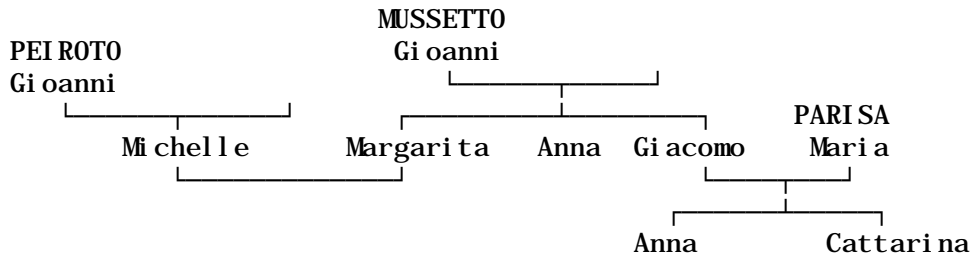 MUSSETTO
PEIROTO Gioanni
Gioanni
PARISA
Michelle Margarita Anna Giacomo Maria
Anna Cattarina